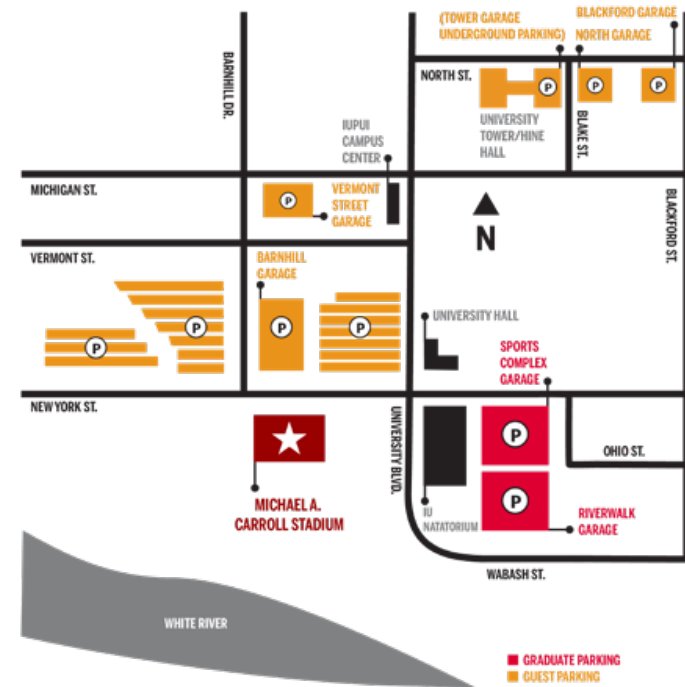 (TOWER GARAGE
UNDERGROUND PARKING)
BLACKFORD GARAGE
NORTH GARAGE
BARNHILL DR.
NORTH ST.
P
P
P
UNIVERSITY
TOWER/HINE
HALL
BLAKE ST.
IUPUI
CAMPUS
CENTER
MICHIGAN ST.
P
VERMONT
STREET
GARAGE
BLACKFORD ST.
N
VERMONT ST.
BARNHILL
GARAGE
P
P
P
P
UNIVERSITY HALL
SPORTS
COMPLEX
GARAGE
NEW YORK ST.
UNIVERSITY BLVD.
P
OHIO ST.
MICHAEL A.
CARROLL STADIUM
IU
NATATORIUM
P
RIVERWALK
GARAGE
WABASH ST.
WHITE RIVER
GRADUATE PARKING
GUEST PARKING